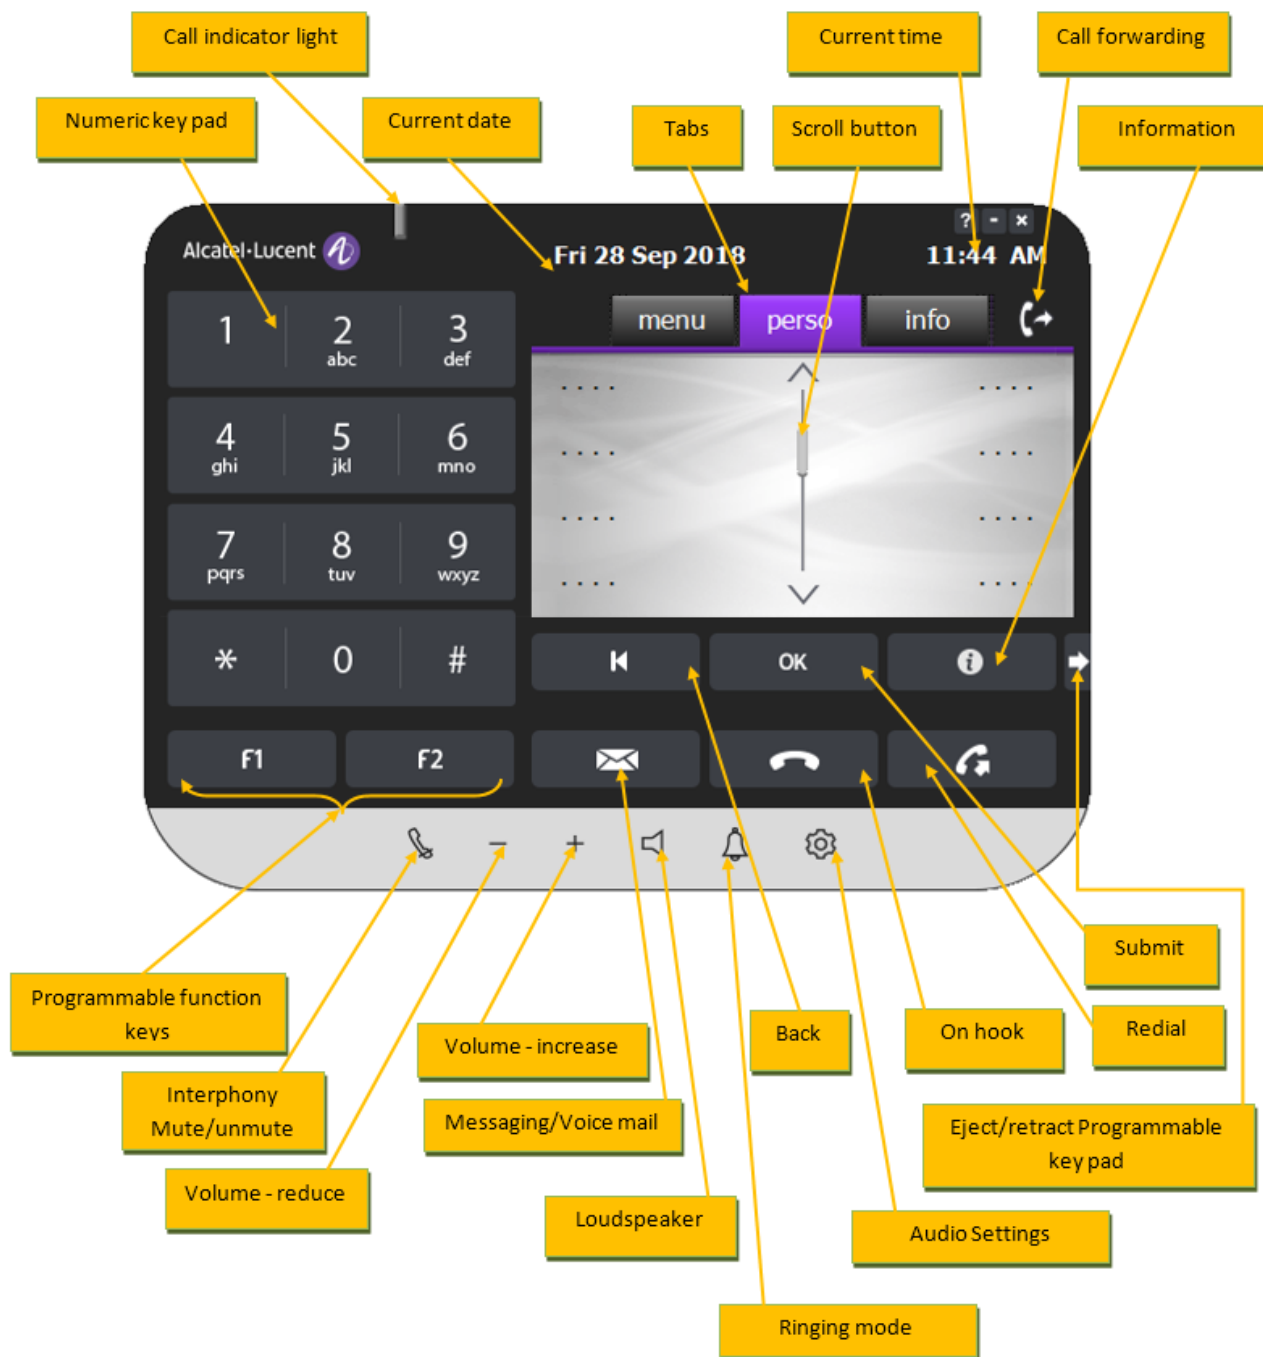 Call indicator light
Current time
Call forwarding
Numeric key pad
Current date
Tabs
Scroll button
Information
? - ×
Alcatel·Lucent
Fri 28 Sep 2018
11:44 AM
menu
perso
info
1
2
abc
3
def
4
ghi
5
jkl
6
mno
7
pqrs
8
tuv
9
wxyz
*
0
#
. . . .
. . . .
. . . .
. . . .
. . . .
. . . .
. . . .
. . . .
OK
i
F1
F2
- +
Submit
Programmable function
keys
Volume - increase
Back
On hook
Redial
Interphony
Mute/unmute
Messaging/Voice mail
Eject/retract Programmable
key pad
Volume - reduce
Loudspeaker
Audio Settings
Ringing mode